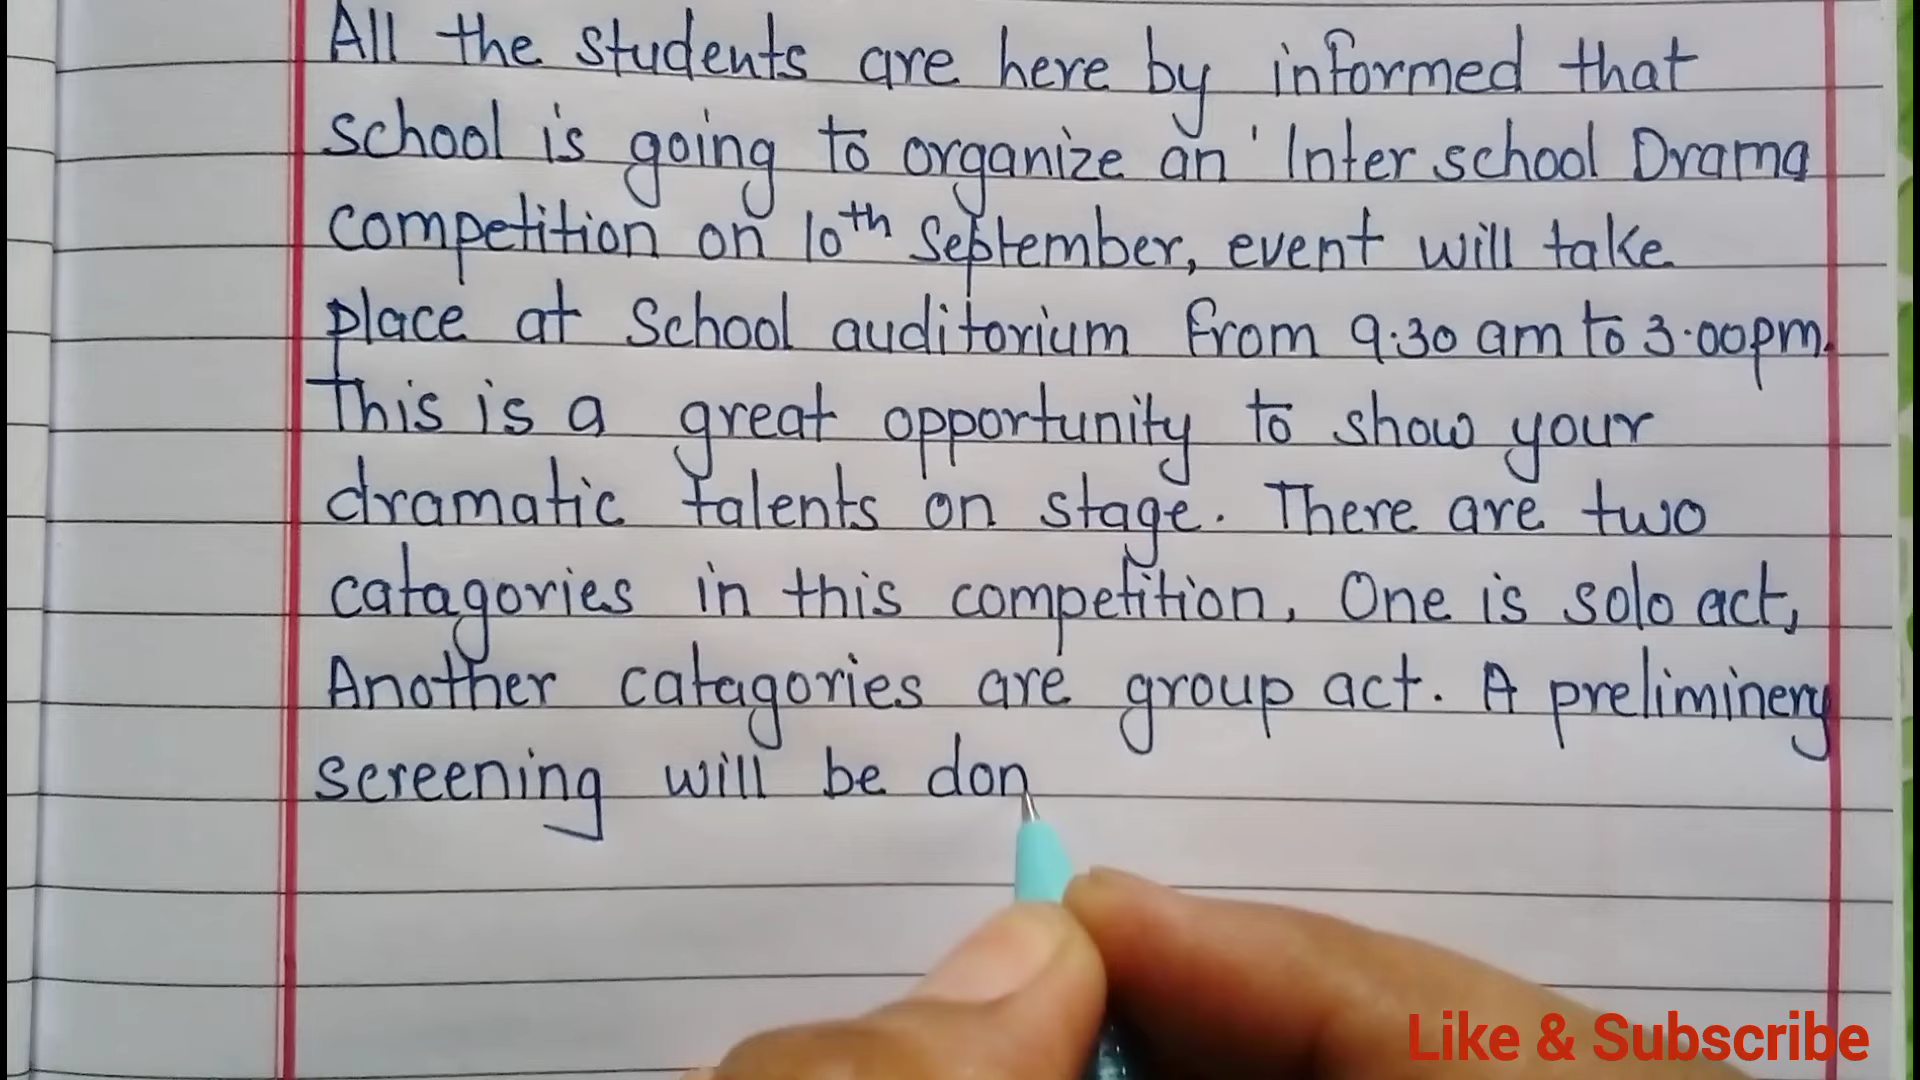 All the students are here by informed that
school is going to organize an 'Inter school Drama
competition on 10th September, event will take
place at School auditorium from 9.30 am to 3.00pm.
This is a great opportunity to show your
dramatic talents on stage. There are two
catagories in this competition. One is solo act,
Another catagories are group act. A preliminery
screening will be don
Like & Subscribe